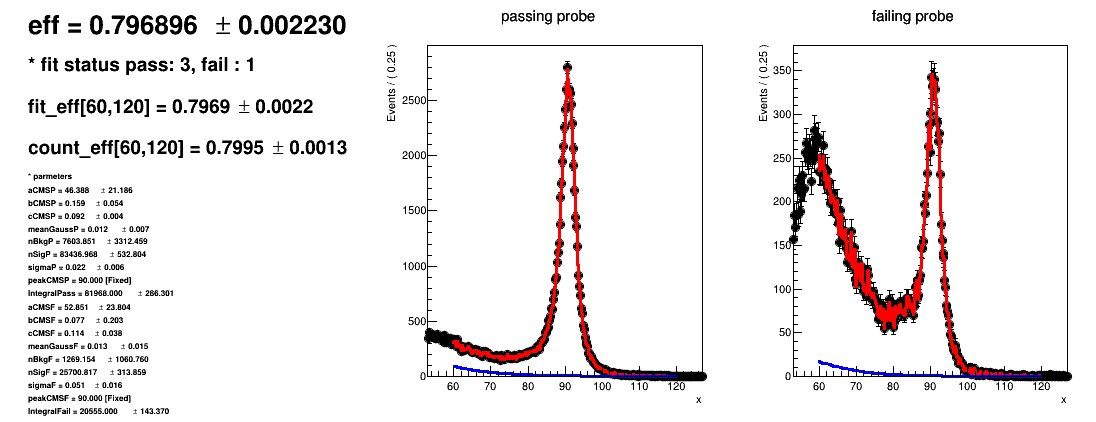 eff = 0.796896 ± 0.002230
* fit status pass: 3, fail : 1
fit_eff[60,120] = 0.7969 ± 0.0022
count_eff[60,120] = 0.7995 ± 0.0013
* parmeters
aCMSP = 46.388 ± 21.186
bCMSP = 0.159 ± 0.054
cCMSP = 0.092 ± 0.004
meanGaussP = 0.012 ± 0.007
nBkgP = 7603.851 ± 3312.459
nSigP = 83436.968 ± 532.804
sigmaP = 0.022 ± 0.006
peakCMSP = 90.000 [Fixed]
IntegralPass = 81968.000 ± 286.301
aCMSF = 52.851 ± 23.804
bCMSF = 0.077 ± 0.203
cCMSF = 0.114 ± 0.038
meanGaussF = 0.013 ± 0.015
nBkgF = 1269.154 ± 1060.760
nSigF = 25700.817 ± 313.859
sigmaF = 0.051 ± 0.016
peakCMSF = 90.000 [Fixed]
IntegralFail = 20555.000 ± 143.370
passing probe
Events / ( 0.25 )
2500
2000
1500
1000
500
0
60 70 80 90 100 110 120
x
failing probe
Events / ( 0.25 )
350
300
250
200
150
100
50
0
60 70 80 90 100 110 120
x